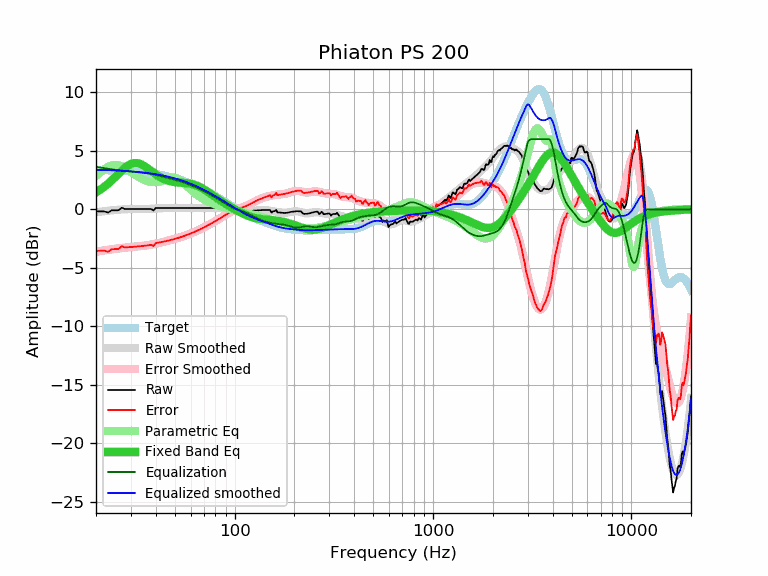 Phiaton PS 200
Amplitude (dBr)
10
5
0
−5
−10
−15
−20
−25
Target
Raw Smoothed
Error Smoothed
Raw
Error
Parametric Eq
Fixed Band Eq
Equalization
Equalized smoothed
100 1000 10000
Frequency (Hz)